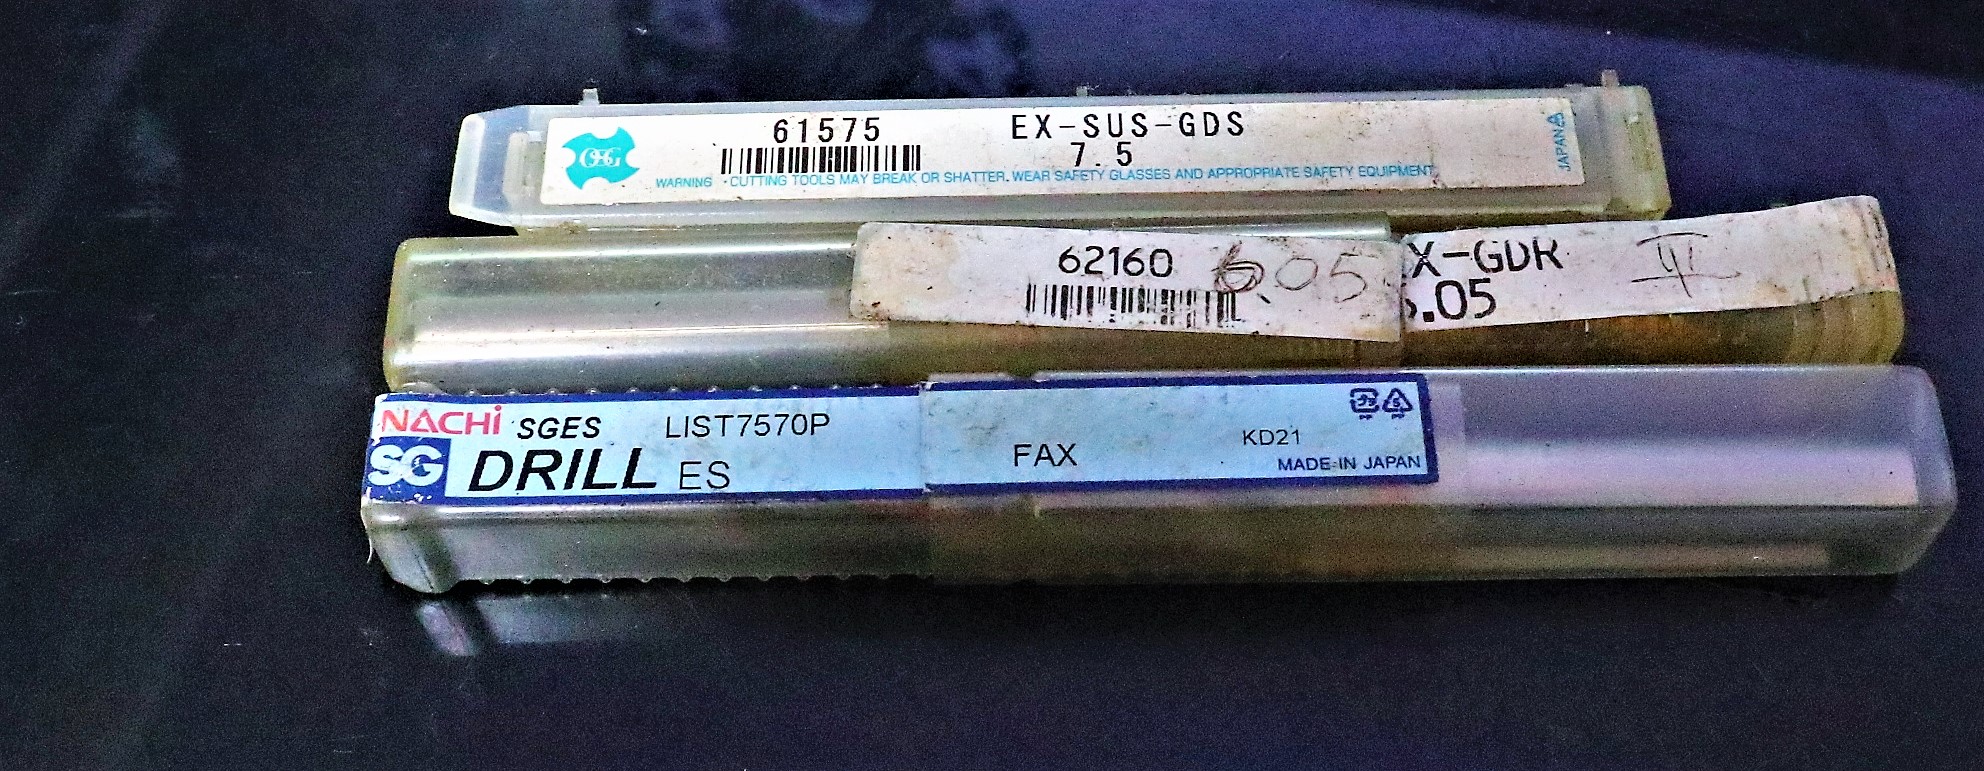 61575 EX-SUS-GDS
OSG 7.5
WARNING · CUTTING TOOLS MAY BREAK OR SHATTER. WEAR SAFETY GLASSES AND APPROPRIATE SAFETY EQUIPMENT.
JAPAN
62160 6.05 X-GDR
.05
NACHi SGES LIST7570P
SG DRILL ES FAX KD21
MADE IN JAPAN
PP PP